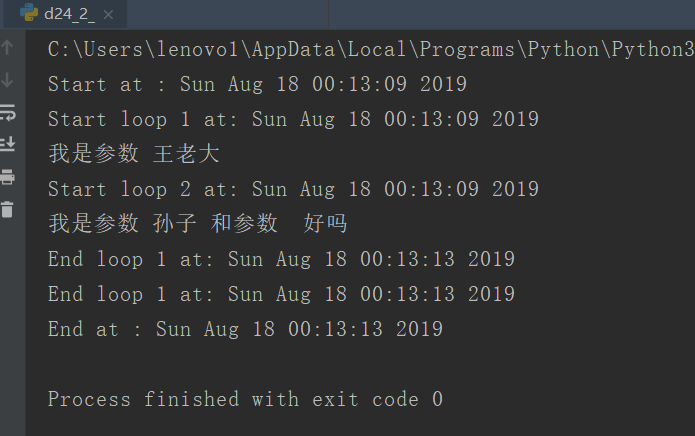 d24_2_
C:\Users\lenovo1\AppData\Local\Programs\Python\Python3
Start at : Sun Aug 18 00:13:09 2019
Start loop 1 at: Sun Aug 18 00:13:09 2019
我是参数 王老大
Start loop 2 at: Sun Aug 18 00:13:09 2019
我是参数 孙子 和参数  好吗
End loop 1 at: Sun Aug 18 00:13:13 2019
End loop 1 at: Sun Aug 18 00:13:13 2019
End at : Sun Aug 18 00:13:13 2019
Process finished with exit code 0